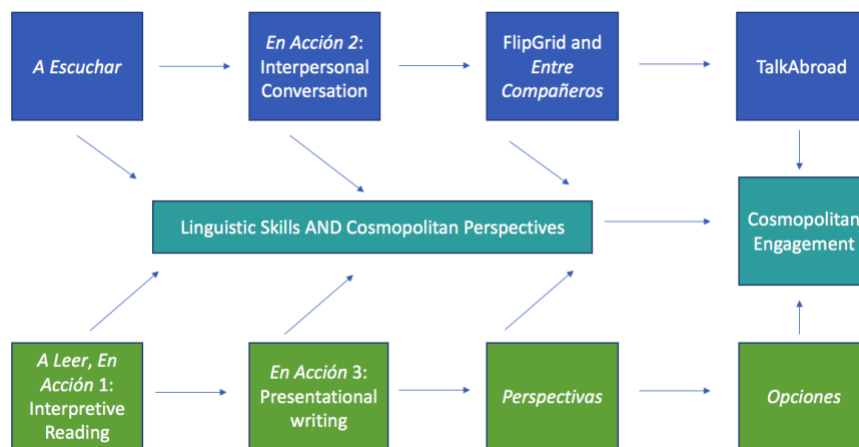 A Escuchar
En Acción 2:
Interpersonal
Conversation
FlipGrid and
Entre
Compañeros
TalkAbroad
Linguistic Skills AND Cosmopolitan Perspectives
Cosmopolitan
Engagement
A Leer, En
Acción 1:
Interpretive
Reading
En Acción 3:
Presentational
writing
Perspectivas
Opciones